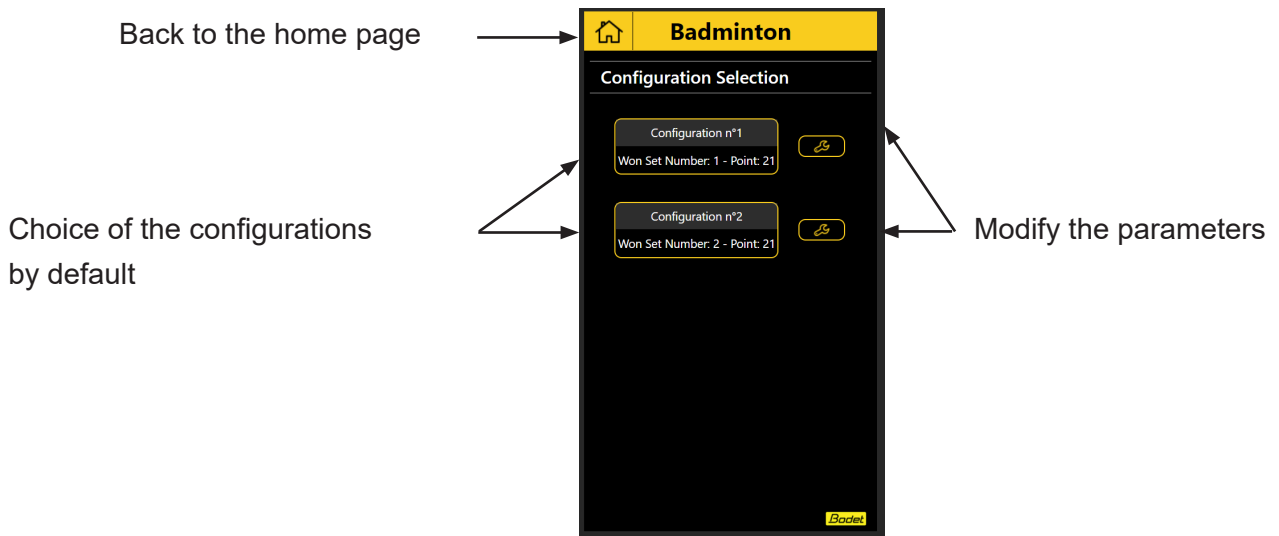 Back to the home page
Badminton
Configuration Selection
Configuration n°1
Won Set Number: 1 - Point: 21
Choice of the configurations
by default
Configuration n°2
Won Set Number: 2 - Point: 21
Modify the parameters
Bodet